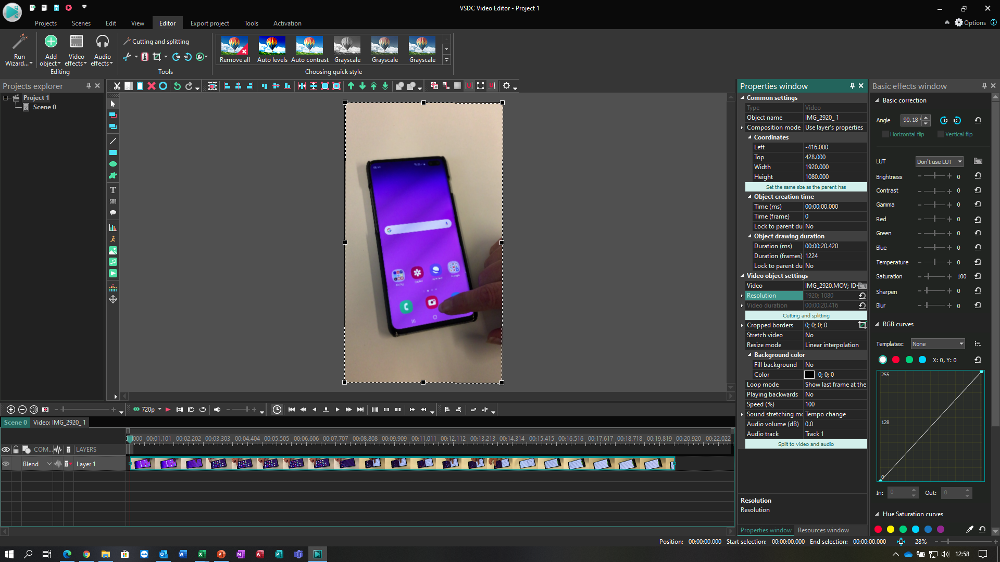 VSDC Video Editor - Project 1
Projects Scenes Edit View Editor Export project Tools Activation
Options
Run Wizard...
Add object
Video effects
Audio effects
Editing
Cutting and splitting
Tools
Remove all
Auto levels
Auto contrast
Grayscale
Grayscale
Grayscale
Choosing quick style
Projects explorer
Project 1
Scene 0
T
SUB
Properties window
Common settings
Type Video
Object name IMG_2920_ 1
Composition mode Use layer's properties
Coordinates
Left -416.000
Top 428.000
Width 1920.000
Height 1080.000
Set the same size as the parent has
Object creation time
Time (ms) 00:00:00.000
Time (frame) 0
Lock to parent du No
Object drawing duration
Duration (ms) 00:00:20.420
Duration (frames) 1224
Lock to parent du No
Video object settings
Video IMG_2920.MOV; ID=
Resolution 1920; 1080
Video duration 00:00:20.416
Cutting and splitting
Cropped borders 0; 0; 0; 0
Stretch video No
Resize mode Linear interpolation
Background color
Fill background No
Color 0; 0; 0
Loop mode Show last frame at the
Playing backwards No
Speed (%) 100
Sound stretching mo Tempo change
Audio volume (dB) 0.0
Audio track Track 1
Split to video and audio
Resolution
Resolution
Properties window Resources window
Basic effects window
Basic correction
Angle 90.18 90 90
Horizontal flip Vertical flip
LUT Don't use LUT
Brightness 0
Contrast 0
Gamma 0
Red 0
Green 0
Blue 0
Temperature 0
Saturation 100
Sharpen 0
Blur 0
RGB curves
Templates: None
X: 0, Y: 0
255
128
0
In: 0 Out: 0
Hue Saturation curves
720p
Scene 0 Video: IMG_2920_ 1
000 00:01.101 00:02.202 00:03.303 00:04.404 00:05.505 00:06.606 00:07.707 00:08.808 00:09.909 00:11.011 00:12.112 00:13.213 00:14.314 00:15.415 00:16.516 00:17.617 00:18.718 00:19.819 00:20.920 00:22.022
COM... LAYERS
Blend Layer 1
Position: 00:00:00.000 Start selection: 00:00:00.000 End selection: 00:00:00.000 28%
12:58